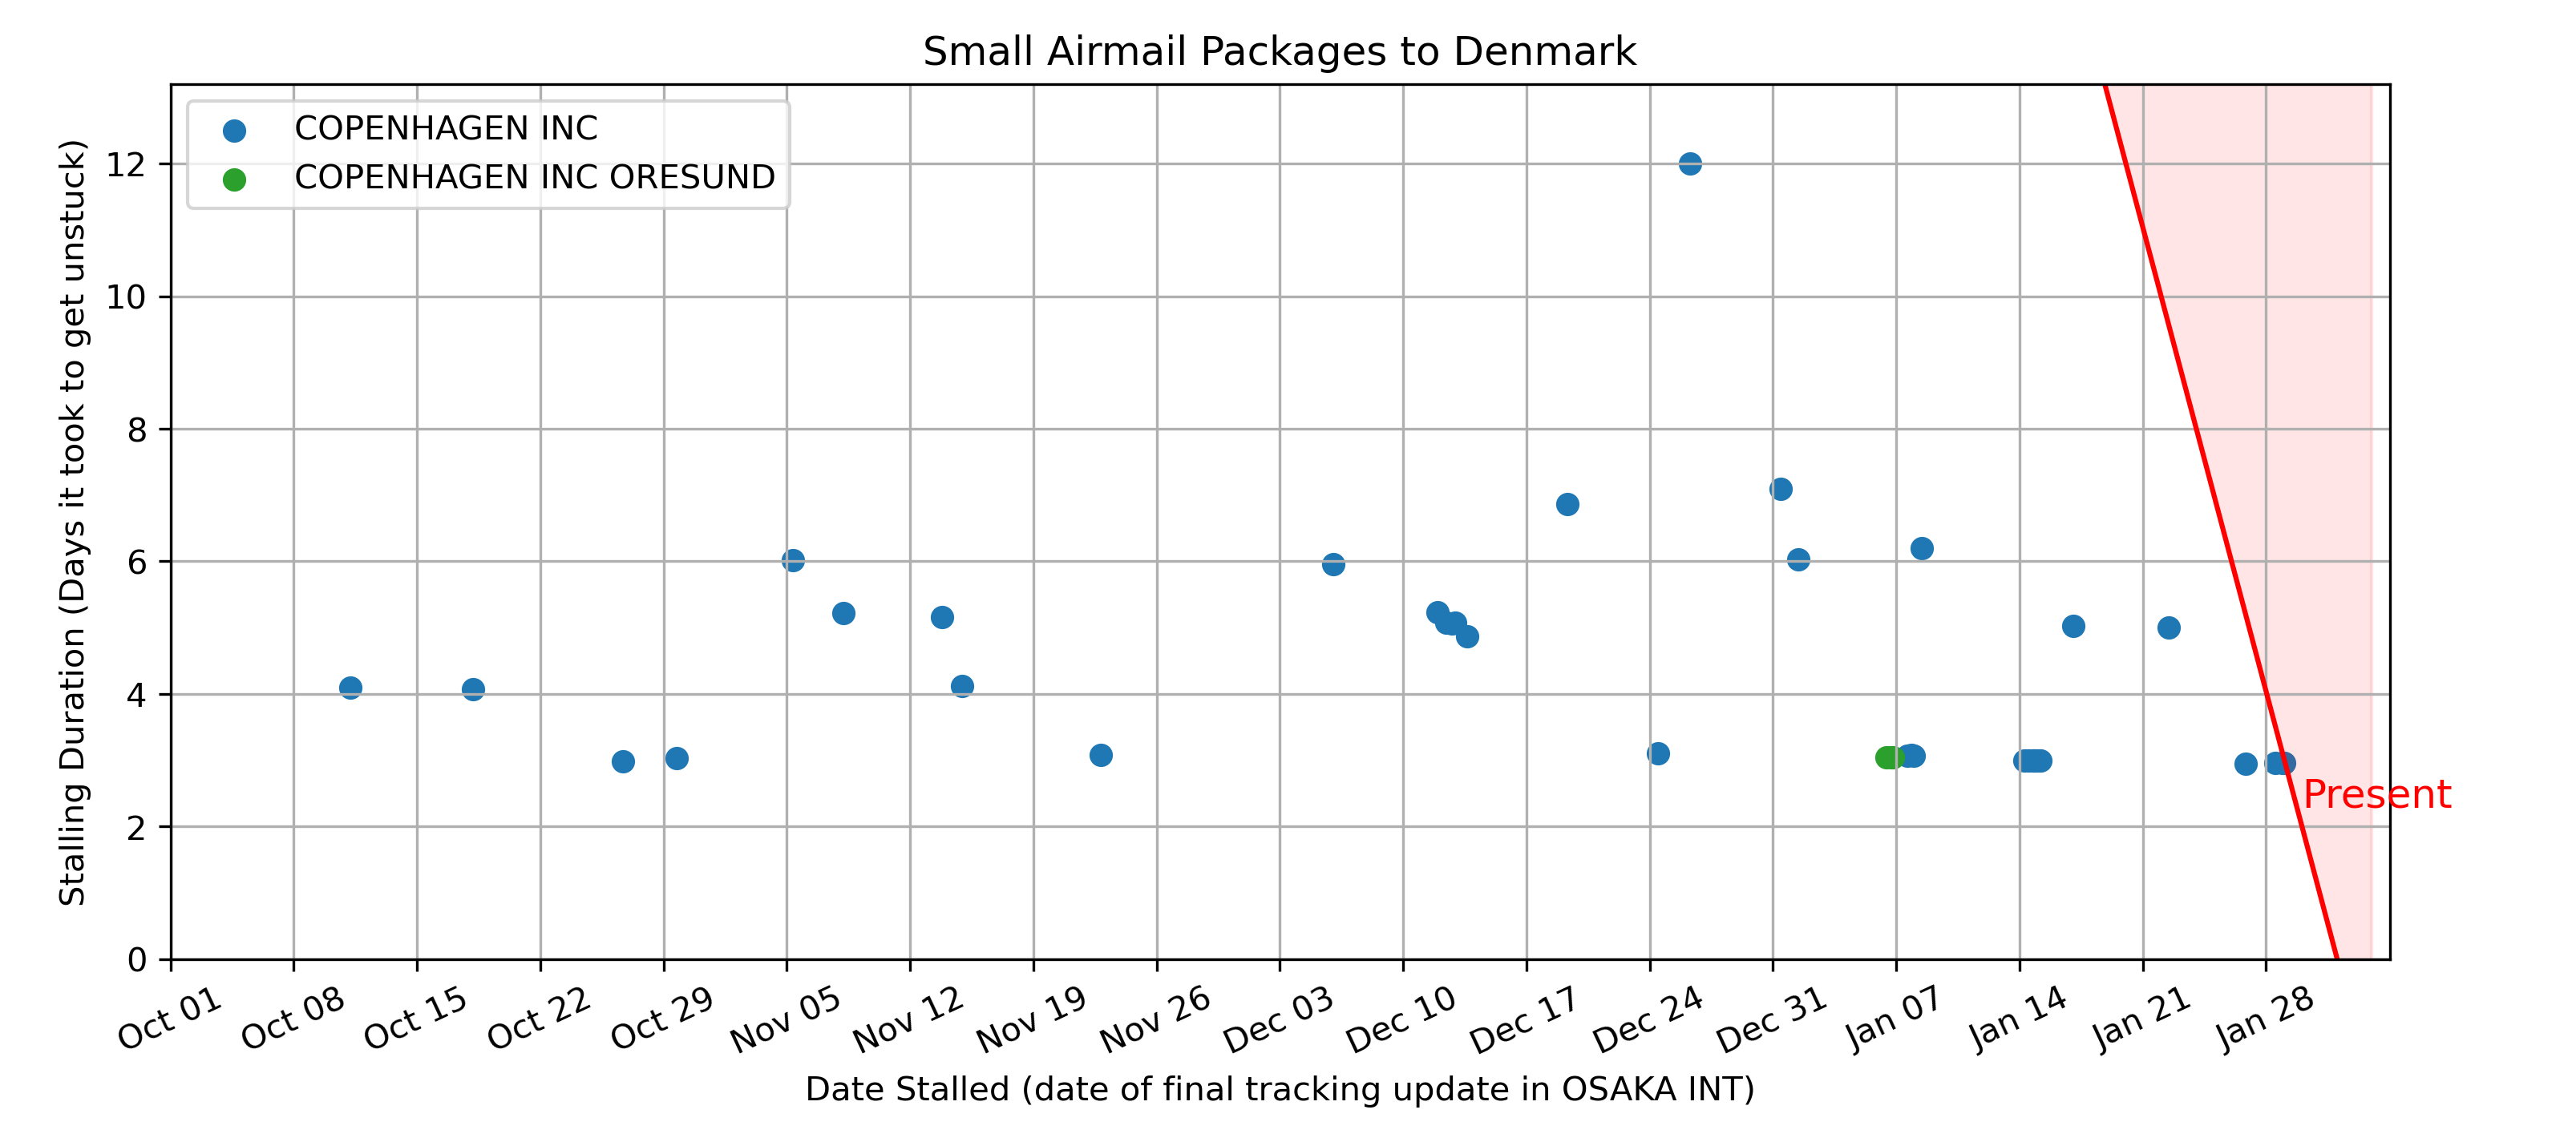 Small Airmail Packages to Denmark
COPENHAGEN INC
COPENHAGEN INC ORESUND
Stalling Duration (Days it took to get unstuck)
12
10
8
6
4
2
0
Present
Oct 01
Oct 08
Oct 15
Oct 22
Oct 29
Nov 05
Nov 12
Nov 19
Nov 26
Dec 03
Dec 10
Dec 17
Dec 24
Dec 31
Jan 07
Jan 14
Jan 21
Jan 28
Date Stalled (date of final tracking update in OSAKA INT)